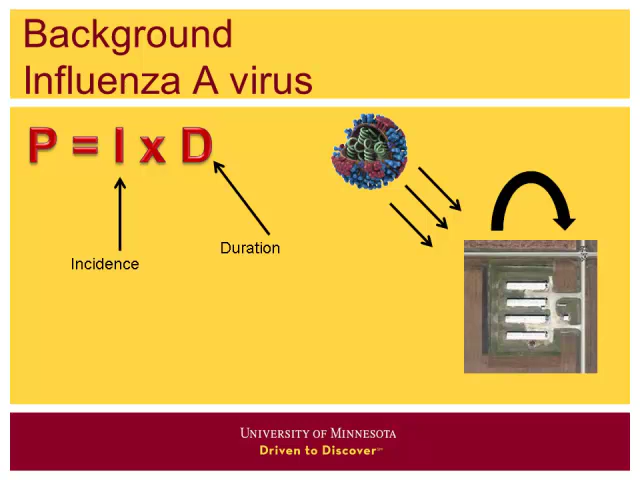 Background
Influenza A virus
P = I x D
Duration
Incidence
UNIVERSITY OF MINNESOTA
Driven to Discover